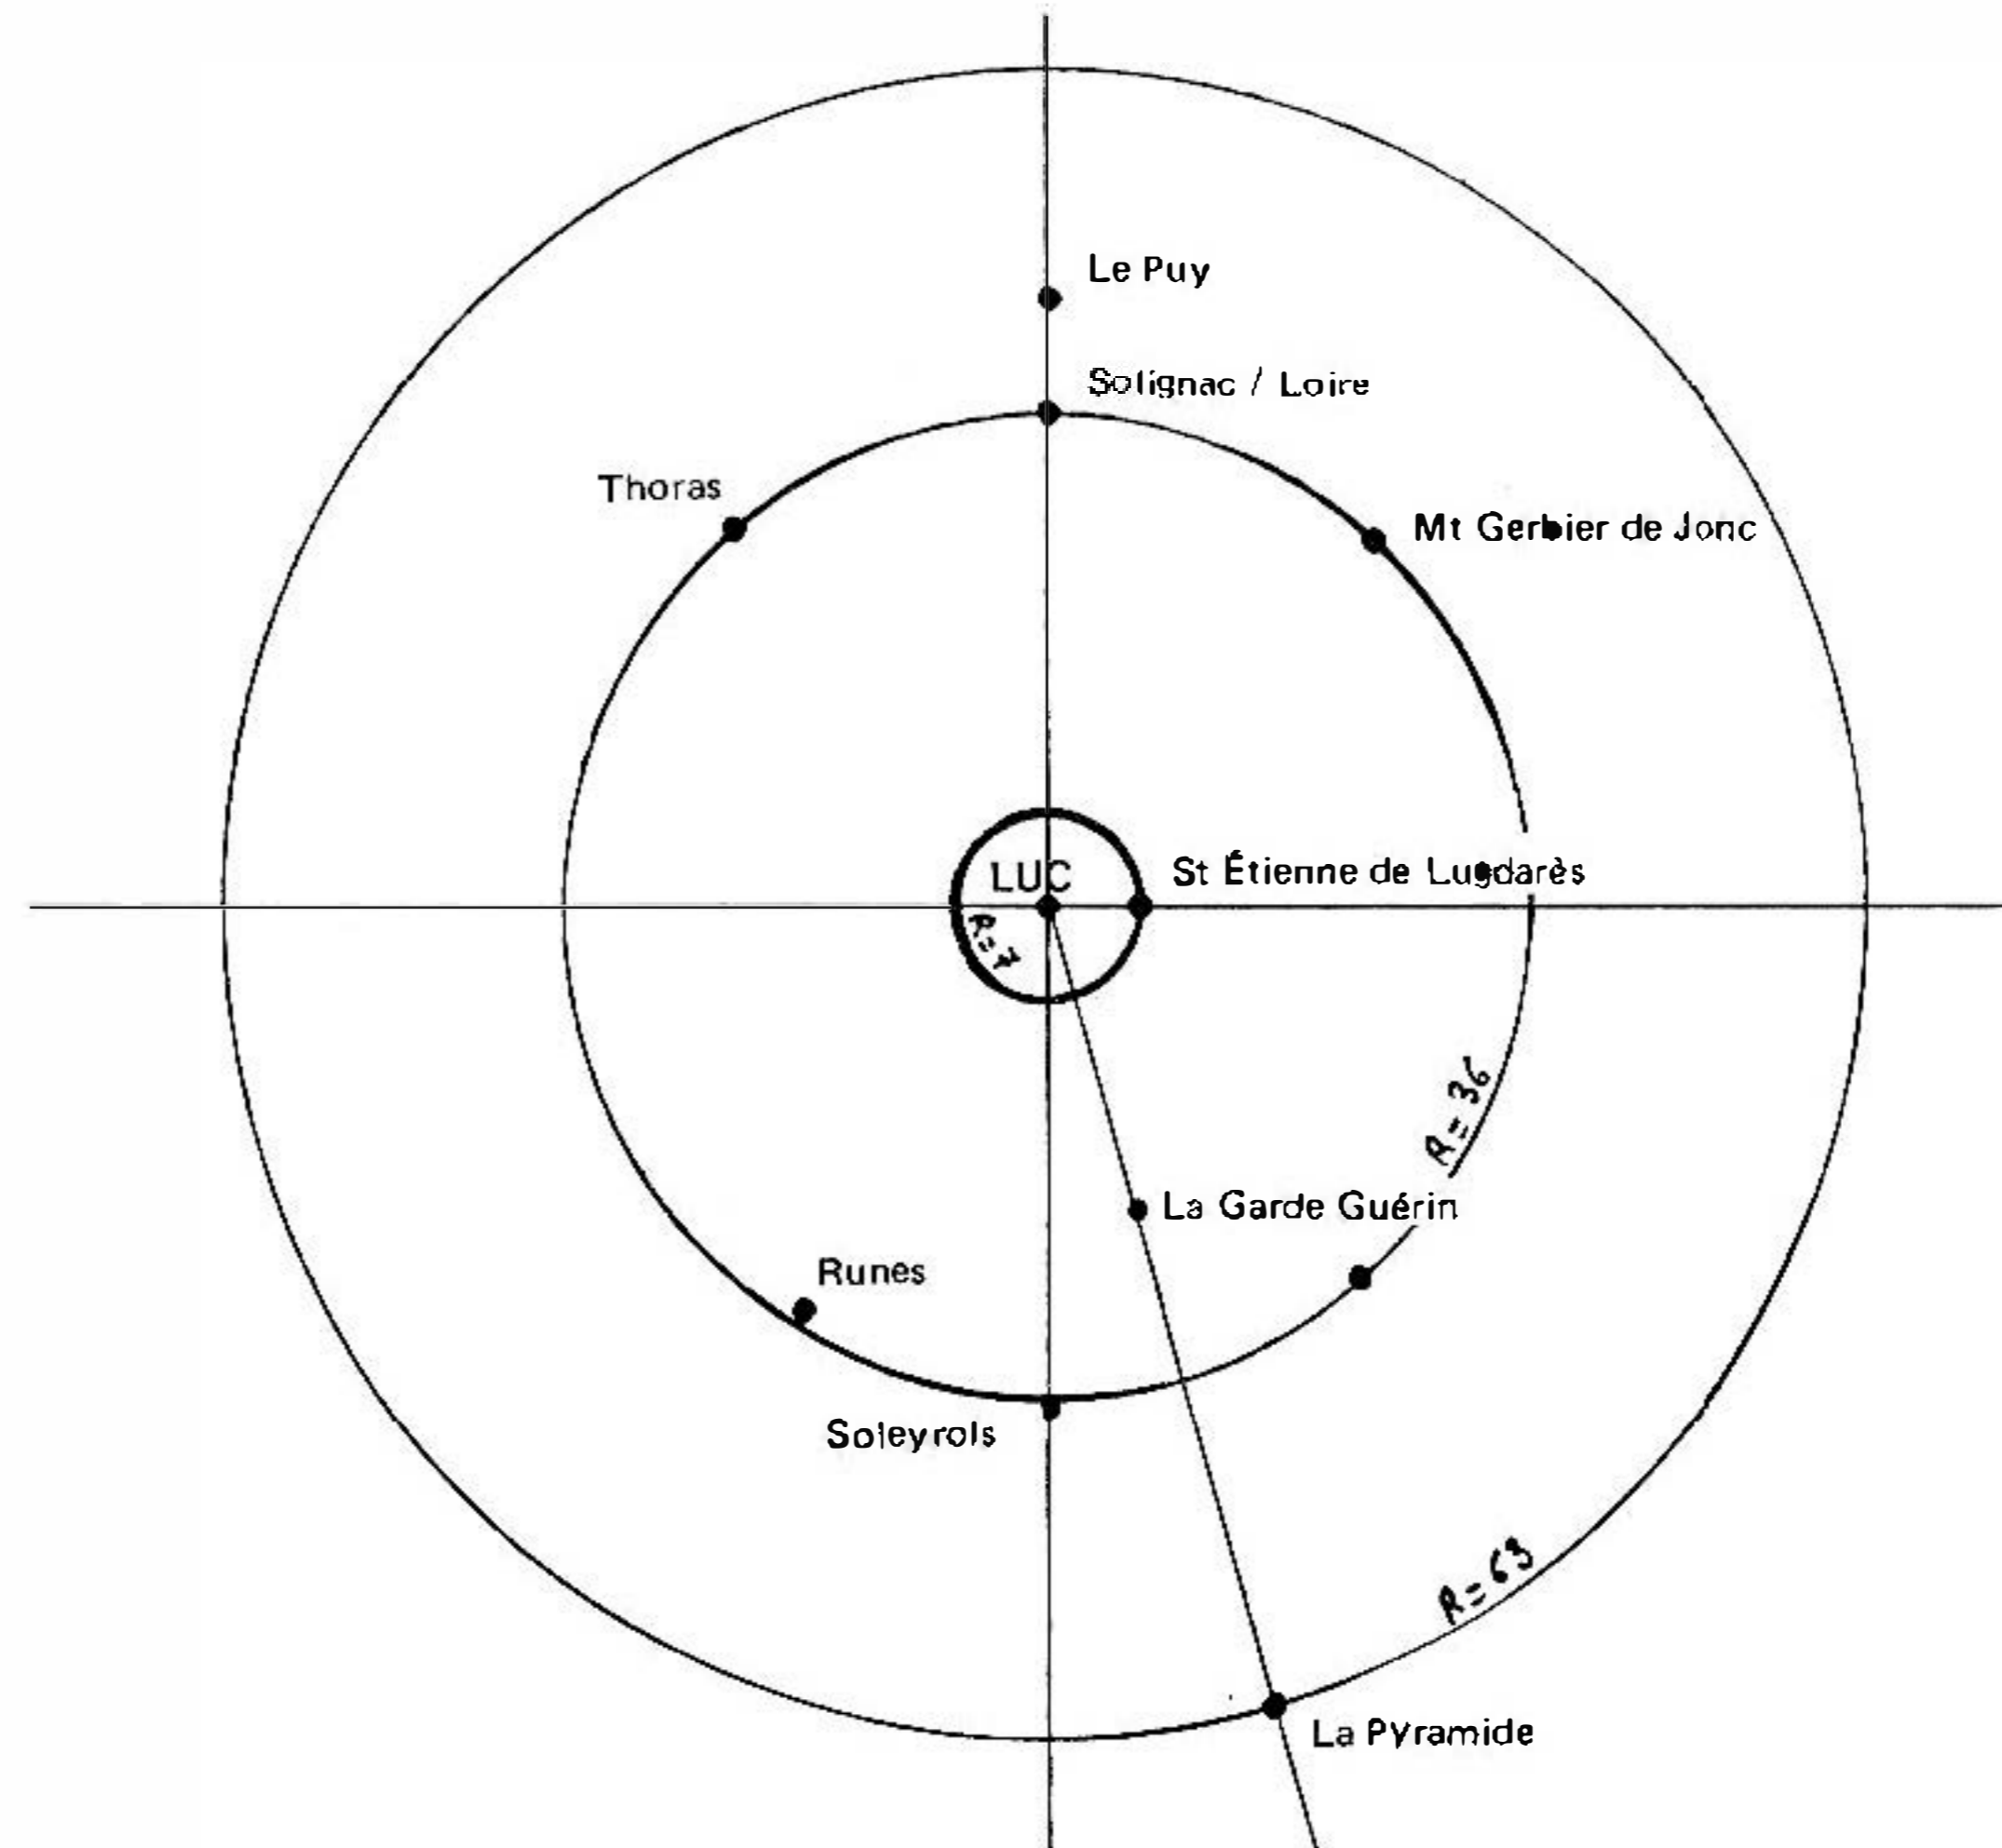 Le Puy
Solignac / Loire
Thoras
Mt Gerbier de Jonc
LUC
St Étienne de Lugdarès
R=7
R=36
La Garde Guérin
Runes
Soleyrols
R=63
La Pyramide